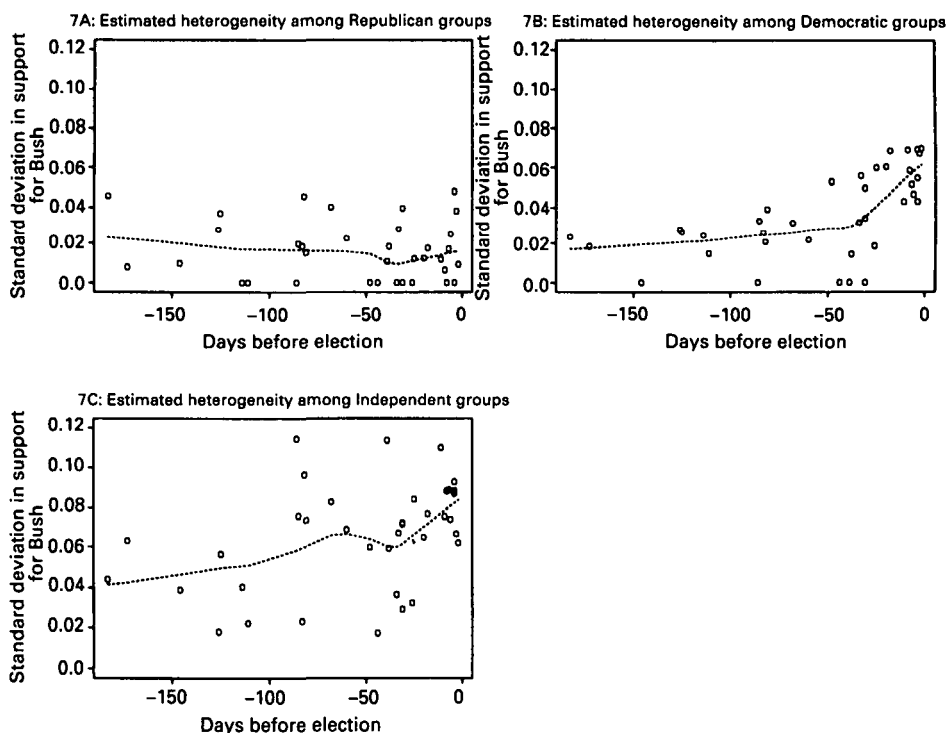 7A: Estimated heterogeneity among Republican groups
Standard deviation in support
for Bush
0.12
0.10
0.08
0.06
0.04
0.02
0.0
−150
−100
−50
0
Days before election
7B: Estimated heterogeneity among Democratic groups
Standard deviation in support
for Bush
0.12
0.10
0.08
0.06
0.04
0.02
0.0
−150
−100
−50
0
Days before election
7C: Estimated heterogeneity among Independent groups
Standard deviation in support
for Bush
0.12
0.10
0.08
0.06
0.04
0.02
0.0
−150
−100
−50
0
Days before election